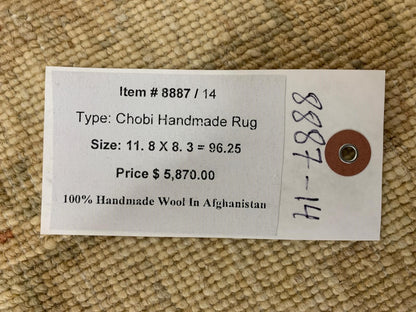 Item # 8887 / 14
Type: Chobi Handmade Rug
Size: 11. 8 X 8. 3 = 96.25
Price $ 5,870.00
100% Handmade Wool In Afghanistan
8887-14